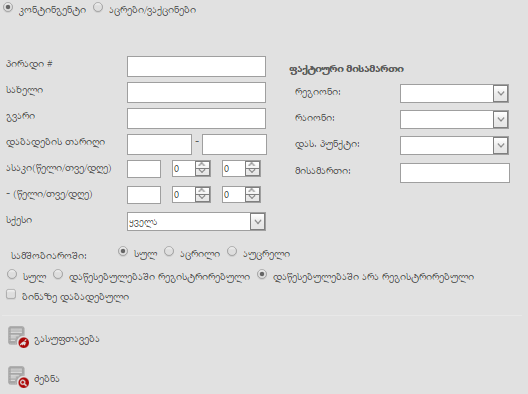 კონტინგენტი აცრები/ვაქცინები
პირადი #
ფაქტიური მისამართი
სახელი
რეგიონი:
გვარი
რაიონი:
დაბადების თარიღი -
დას. პუნქტი:
ასაკი(წელი/თვე/დღე) 0 0
მისამართი:
- (წელი/თვე/დღე) 0 0
სქესი ყველა
სამშობიაროში: სულ აცრილი აუცრელი
სულ დაწესებულებაში რეგისტრირებული დაწესებულებაში არა რეგისტრირებული
ბინაზე დაბადებული
გასუფთავება
ძებნა